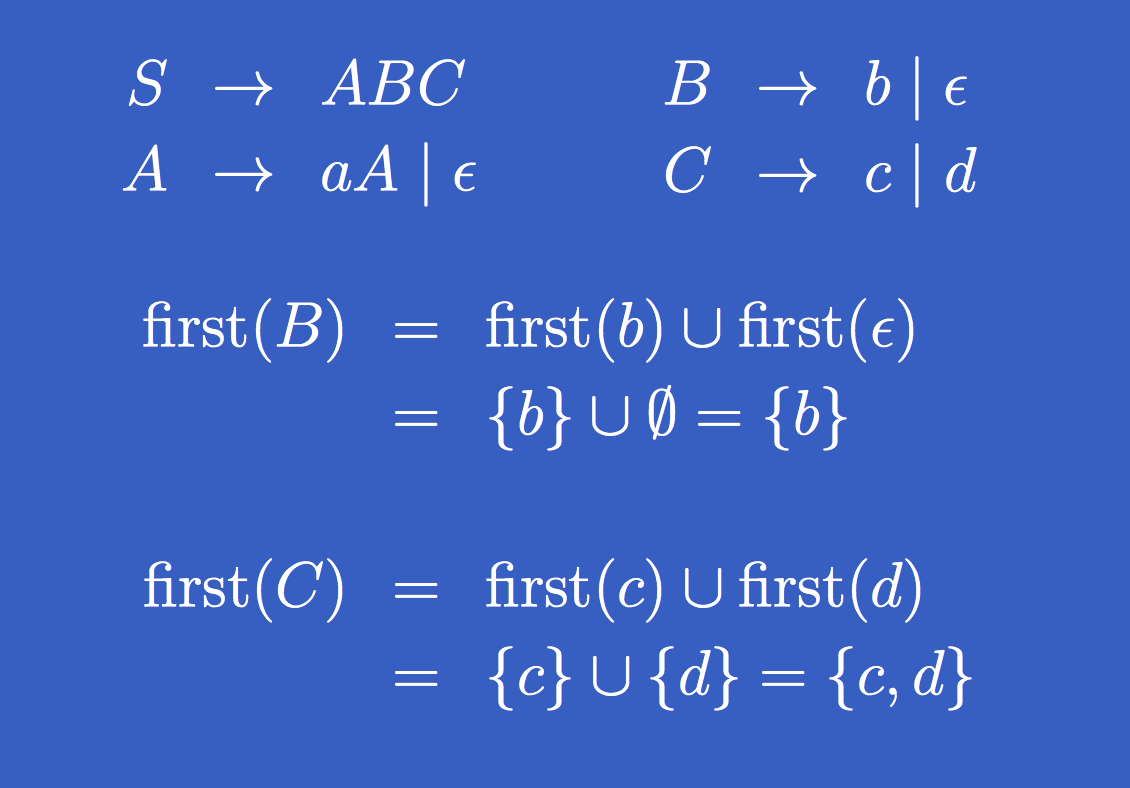 S → ABC B → b | ϵ
A → aA | ϵ C → c | d
first(B) = first(b) ∪ first(ϵ)
= {b} ∪ ∅ = {b}
first(C) = first(c) ∪ first(d)
= {c} ∪ {d} = {c, d}